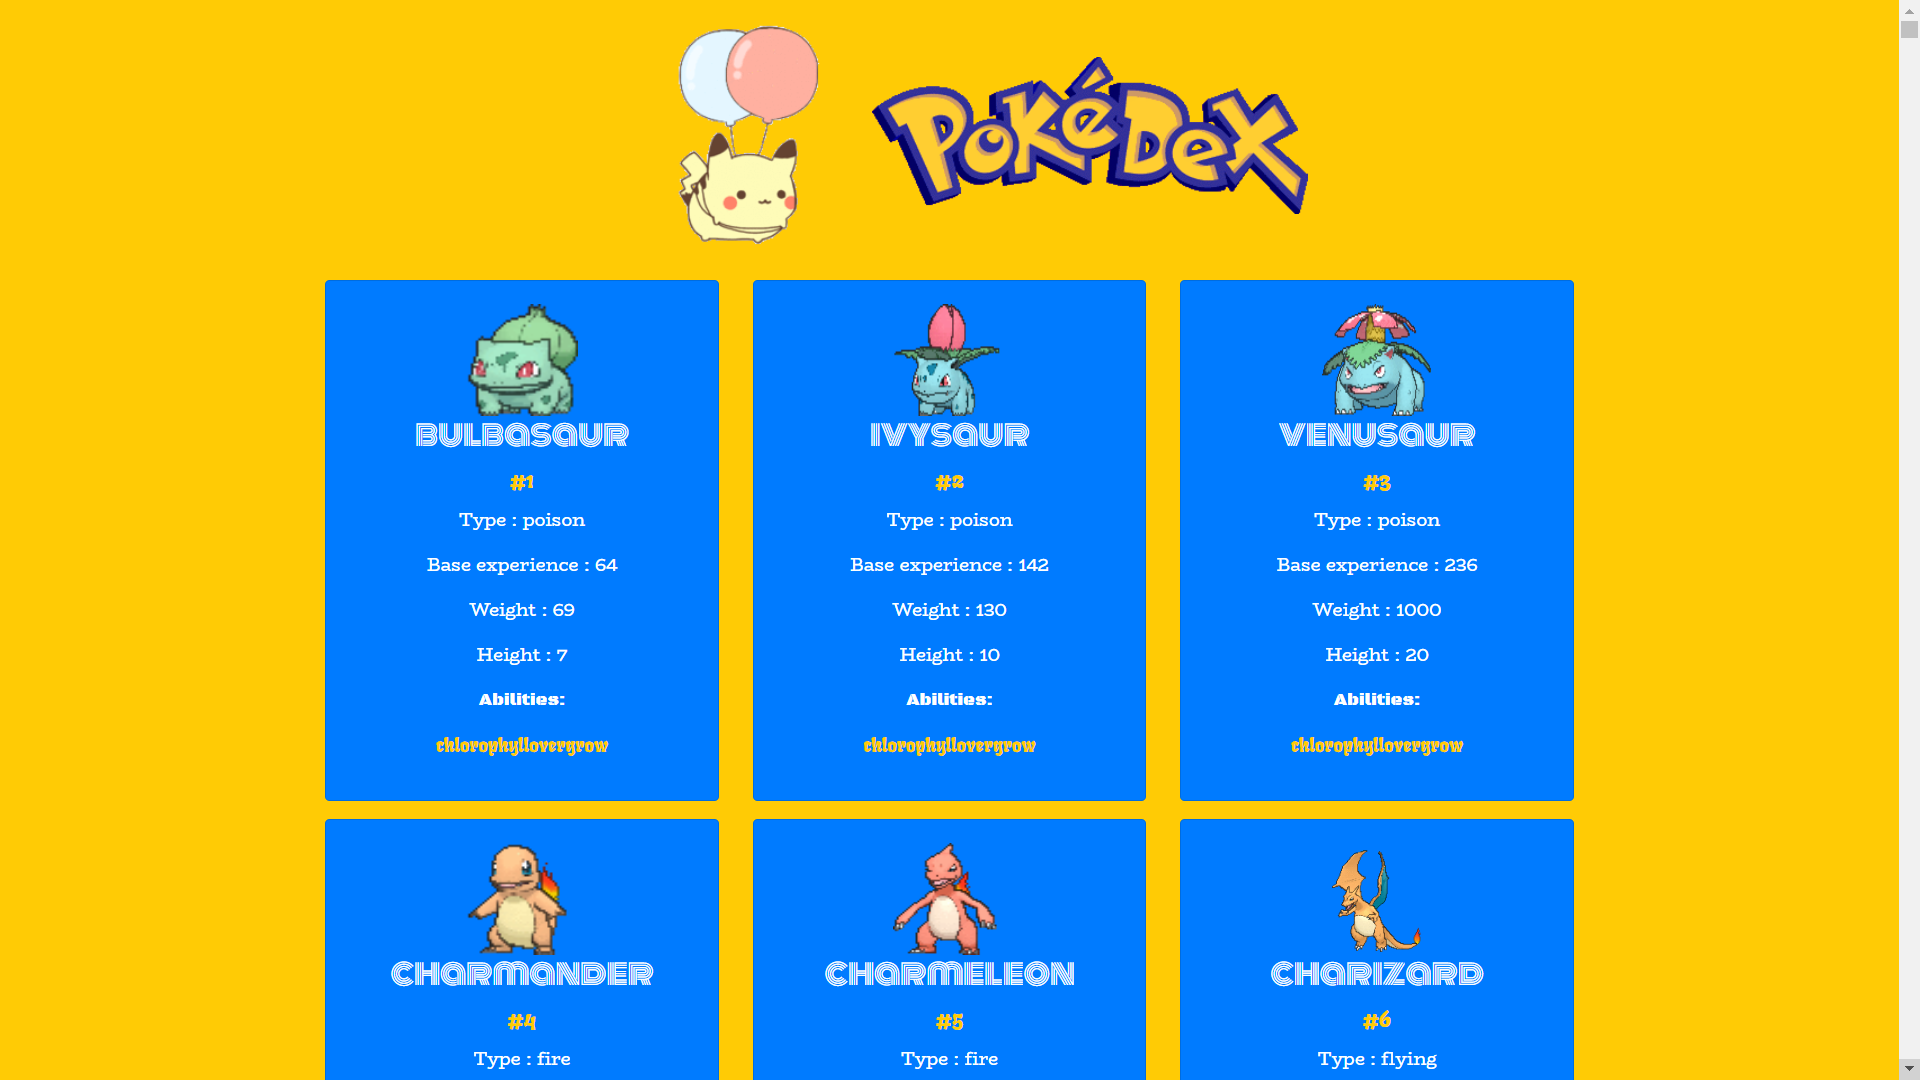 PoKéDex
BULBASAUR
#1
Type : poison
Base experience : 64
Weight : 69
Height : 7
Abilities:
chlorophyllovergrow
IVYSAUR
#2
Type : poison
Base experience : 142
Weight : 130
Height : 10
Abilities:
chlorophyllovergrow
VENUSAUR
#3
Type : poison
Base experience : 236
Weight : 1000
Height : 20
Abilities:
chlorophyllovergrow
CHARMANDER
#4
Type : fire
CHARMELEON
#5
Type : fire
CHARIZARD
#6
Type : flying